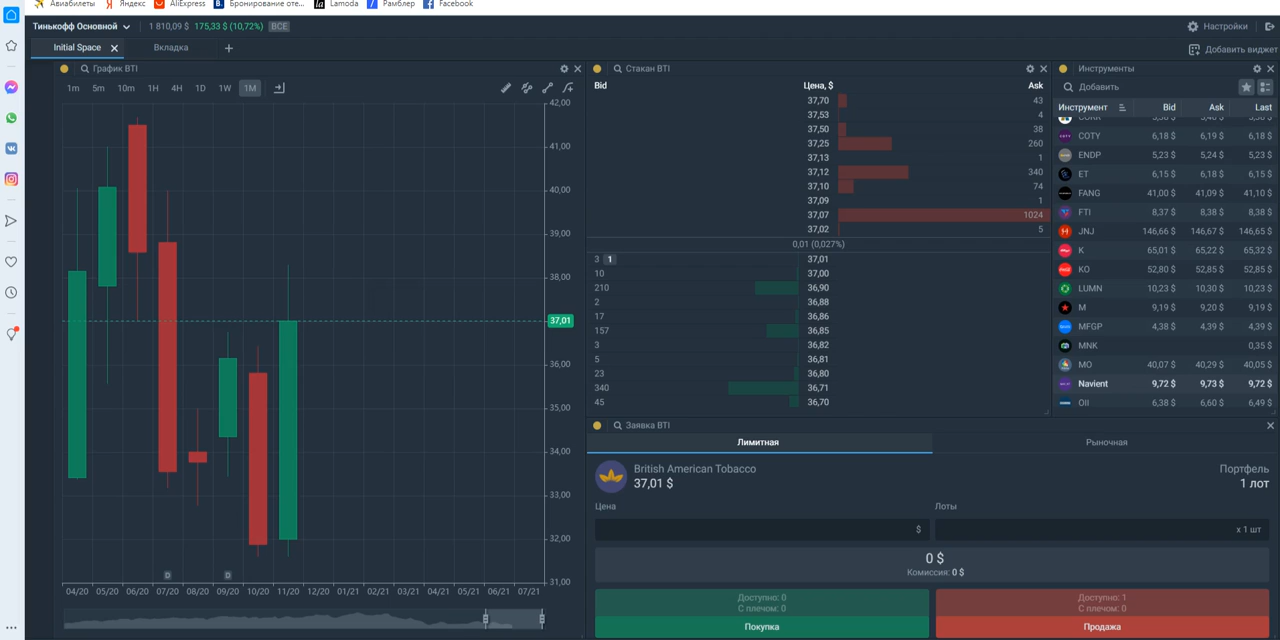 Авиабилеты Яндекс AliExpress Бронирование оте... Lamoda Рамблер Facebook
Тинькофф Основной 1 810,09 $ 175,33 $ (10,72%) ВСЕ
Настройки
Initial Space Вкладка
Добавить виджет
График BTI
1m 5m 10m 1H 4H 1D 1W 1M
42,00
41,00
40,00
39,00
38,00
37,01
36,00
35,00
34,00
33,00
32,00
31,00
D D
04/20 05/20 06/20 07/20 08/20 09/20 10/20 11/20 12/20 01/21 02/21 03/21 04/21 05/21 06/21 07/21
Стакан BTI
Bid Цена, $ Ask
37,70 43
37,53 4
37,50 38
37,25 260
37,13 1
37,12 340
37,10 74
37,09 1
37,07 1024
37,02 5
0,01 (0,027%)
3 1 37,01
10 37,00
210 36,90
2 36,88
17 36,86
157 36,85
3 36,82
5 36,81
23 36,80
340 36,71
45 36,70
Инструменты
Добавить
Инструмент Bid Ask Last
COTY 6,18 $ 6,19 $ 6,18 $
ENDP 5,23 $ 5,24 $ 5,23 $
ET 6,15 $ 6,18 $ 6,15 $
FANG 41,00 $ 41,09 $ 41,10 $
FTI 8,37 $ 8,38 $ 8,38 $
JNJ 146,66 $ 146,67 $ 146,65 $
K 65,01 $ 65,22 $ 65,32 $
KO 52,80 $ 52,85 $ 52,85 $
LUMN 10,23 $ 10,30 $ 10,23 $
M 9,19 $ 9,20 $ 9,19 $
MFGP 4,38 $ 4,39 $ 4,39 $
MNK 0,35 $
MO 40,07 $ 40,29 $ 40,05 $
Navient 9,72 $ 9,73 $ 9,72 $
OII 6,38 $ 6,60 $ 6,49 $
Заявка BTI
Лимитная Рыночная
British American Tobacco
37,01 $
Портфель
1 лот
Цена Лоты
$ x 1 шт
0 $
Комиссия: 0 $
Доступно: 0
С плечом: 0
Покупка
Доступно: 1
С плечом: 0
Продажа